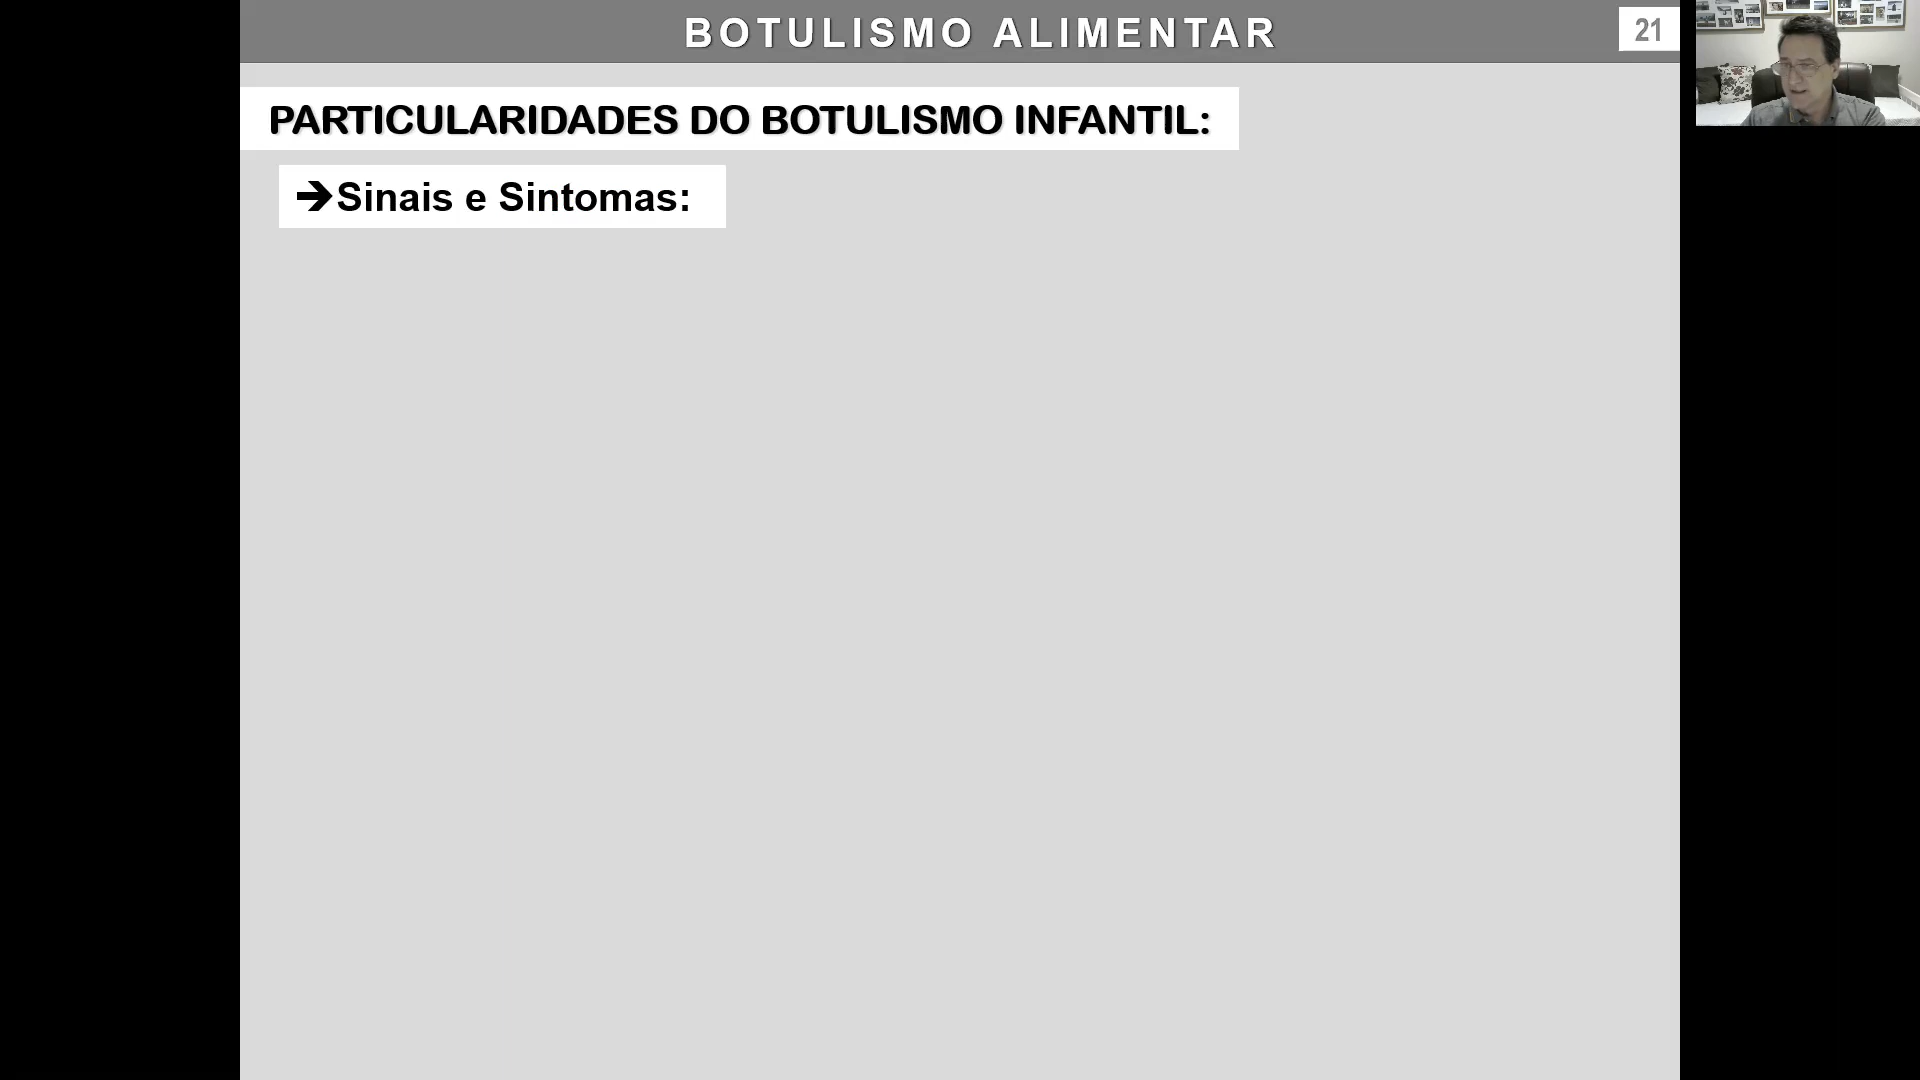 BOTULISMO ALIMENTAR
21
PARTICULARIDADES DO BOTULISMO INFANTIL:
➔Sinais e Sintomas: